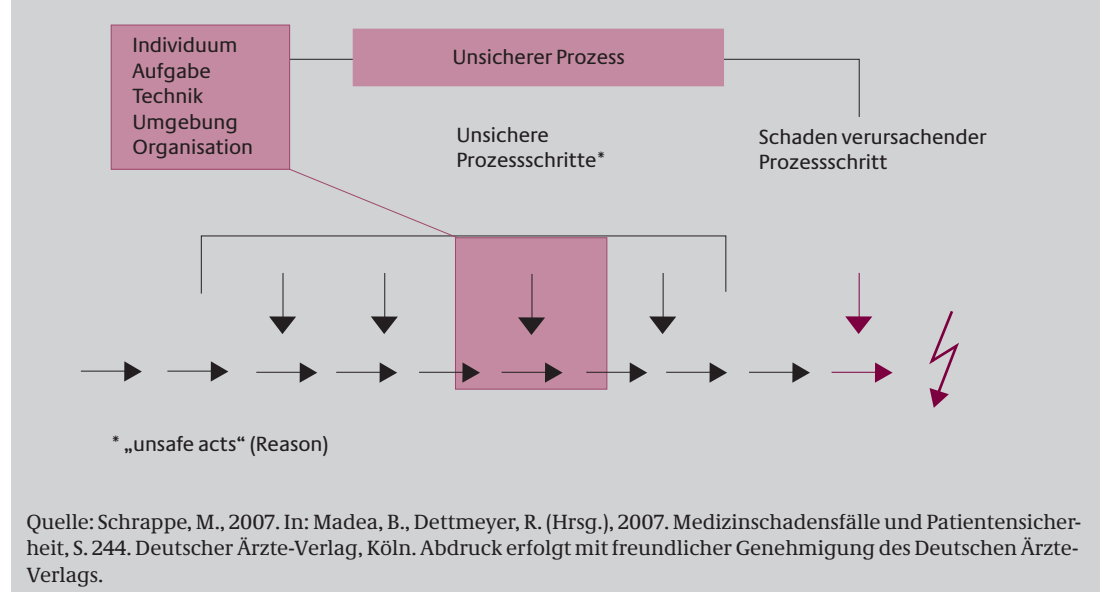 Individuum
Aufgabe
Technik
Umgebung
Organisation
Unsicherer Prozess
Unsichere
Prozessschritte*
Schaden verursachender
Prozessschritt
* „unsafe acts“ (Reason)
Quelle: Schrappe, M., 2007. In: Madea, B., Dettmeyer, R. (Hrsg.), 2007. Medizinschadensfälle und Patientensicher-
heit, S. 244. Deutscher Ärzte-Verlag, Köln. Abdruck erfolgt mit freundlicher Genehmigung des Deutschen Ärzte-
Verlags.